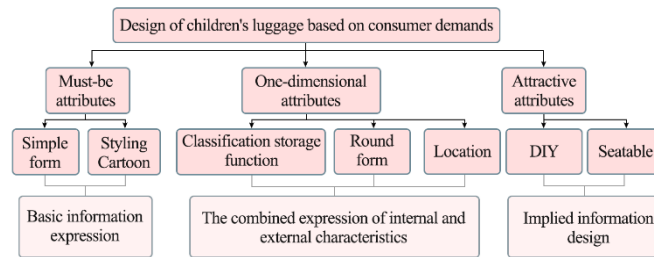 Design of children's luggage based on consumer demands
Must-be
attributes
One-dimensional
attributes
Attractive
attributes
Simple
form
Styling
Cartoon
Classification storage
function
Round
form
Location
DIY
Seatable
Basic information
expression
The combined expression of internal and
external characteristics
Implied information
design